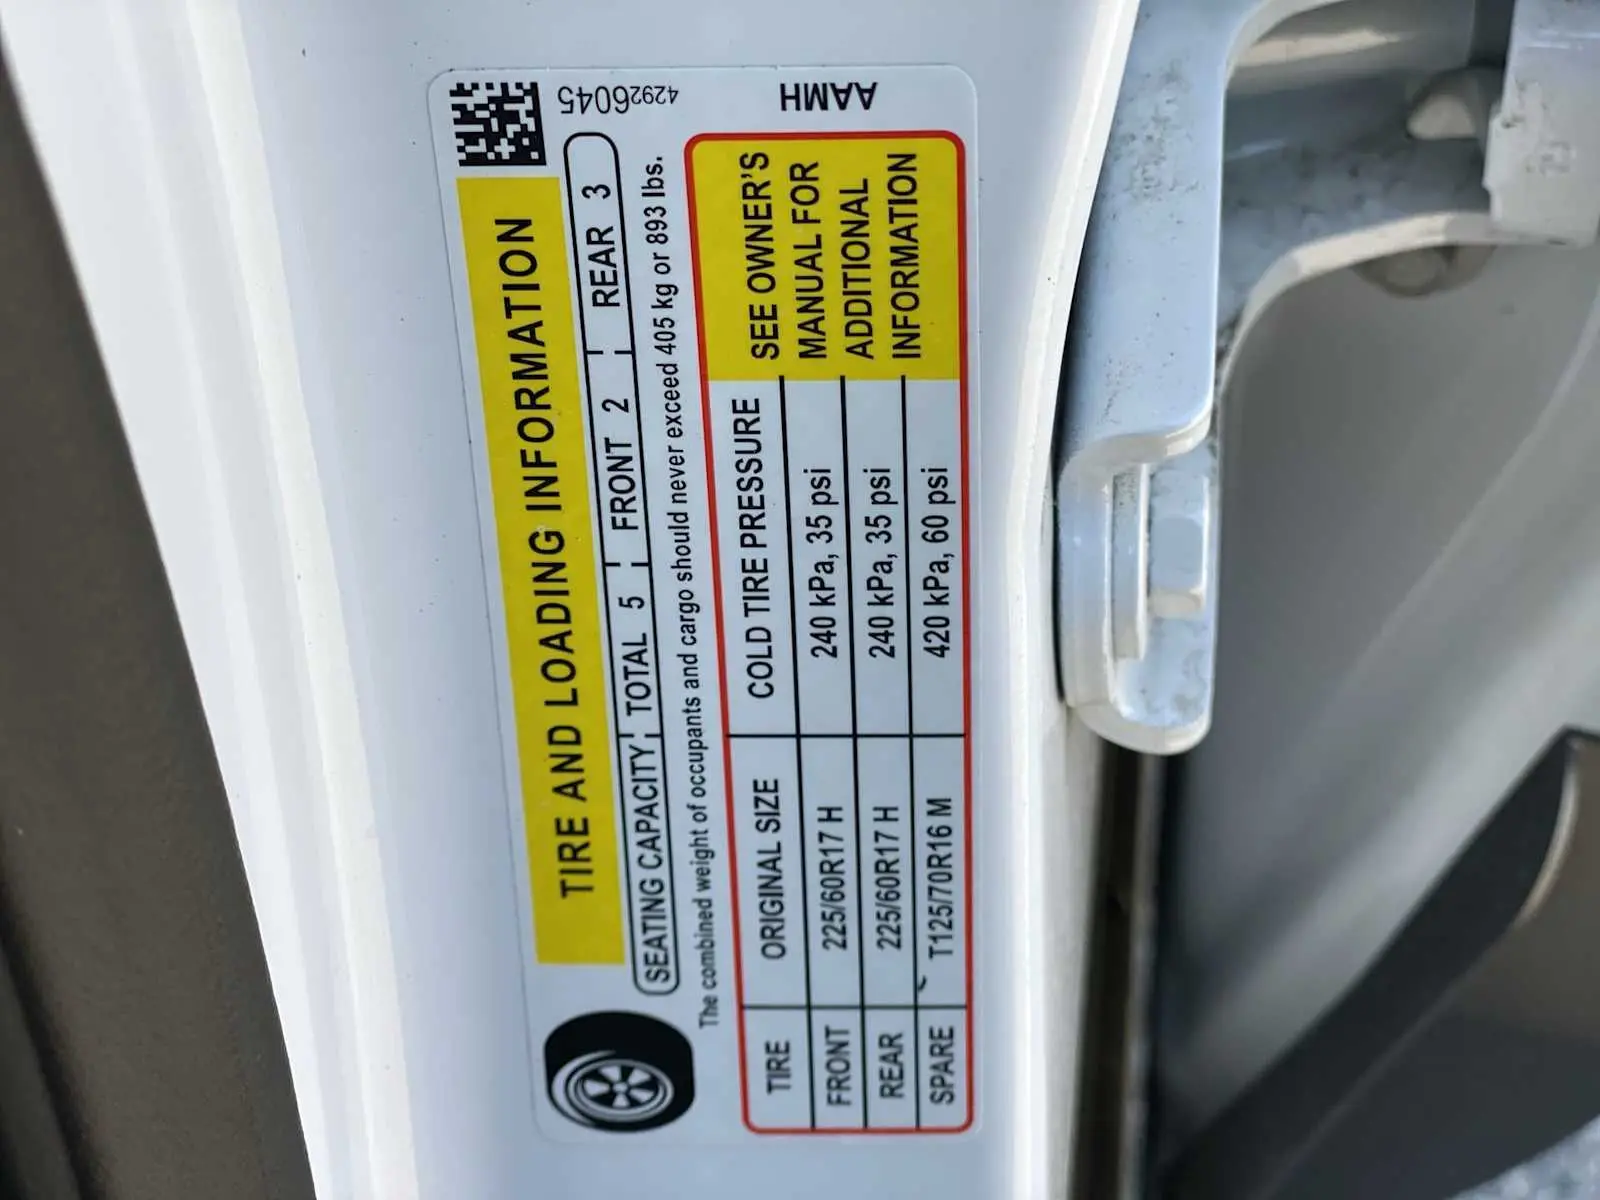 TIRE AND LOADING INFORMATION
SEATING CAPACITY TOTAL 5 FRONT 2 REAR 3
The combined weight of occupants and cargo should never exceed 405 kg or 893 lbs.
TIRE ORIGINAL SIZE COLD TIRE PRESSURE
FRONT 225/60R17 H 240 kPa, 35 psi
REAR 225/60R17 H 240 kPa, 35 psi
SPARE T125/70R16 M 420 kPa, 60 psi
SEE OWNER'S
MANUAL FOR
ADDITIONAL
INFORMATION
42926045
AAMH